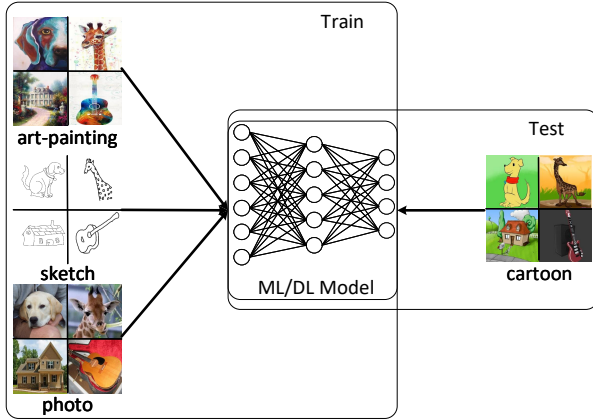 Train
art-painting
Test
sketch
cartoon
ML/DL Model
photo